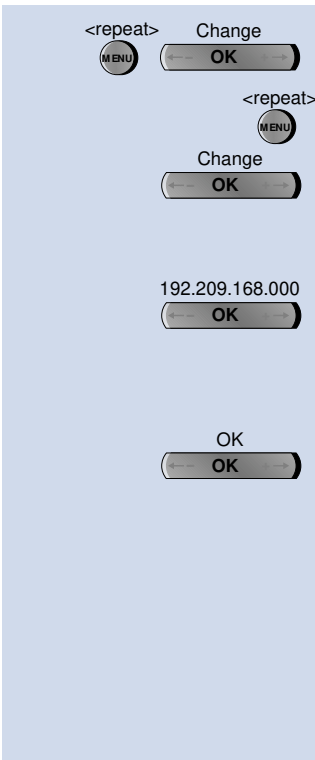 <repeat> Change
MENU OK
<repeat>
MENU
Change
OK
192.209.168.000
OK
OK
OK